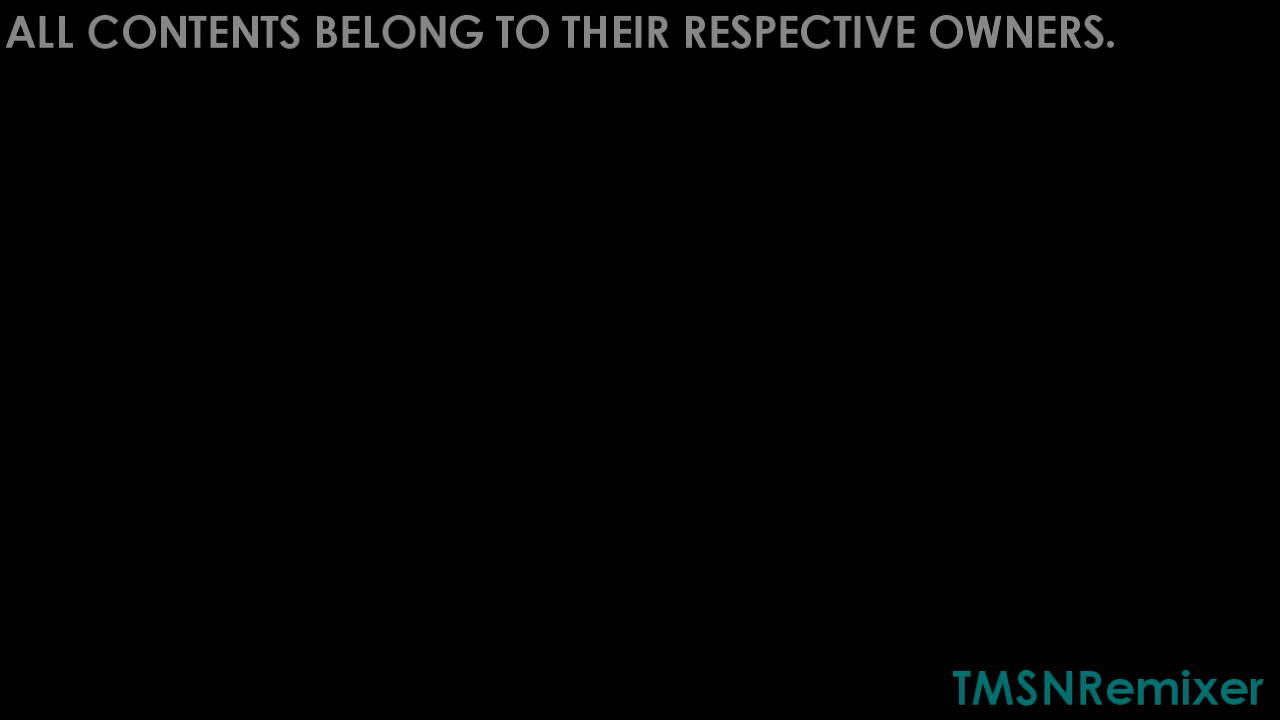 ALL CONTENTS BELONG TO THEIR RESPECTIVE OWNERS.
TMSNRemixer